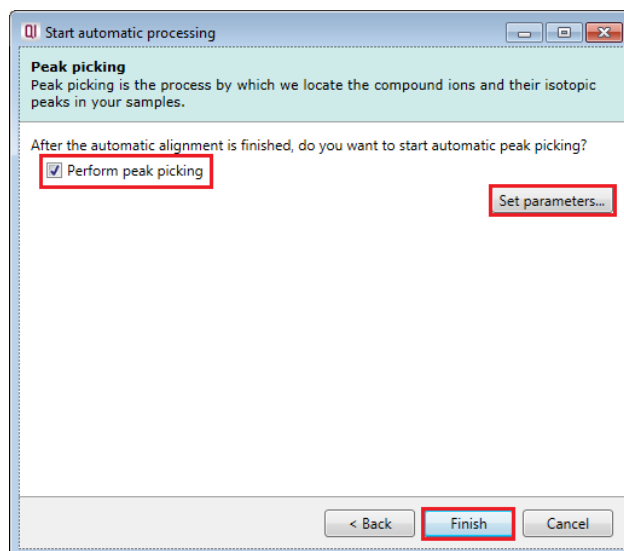 QI Start automatic processing
Peak picking
Peak picking is the process by which we locate the compound ions and their isotopic
peaks in your samples.
After the automatic alignment is finished, do you want to start automatic peak picking?
Perform peak picking
Set parameters...
< Back Finish Cancel